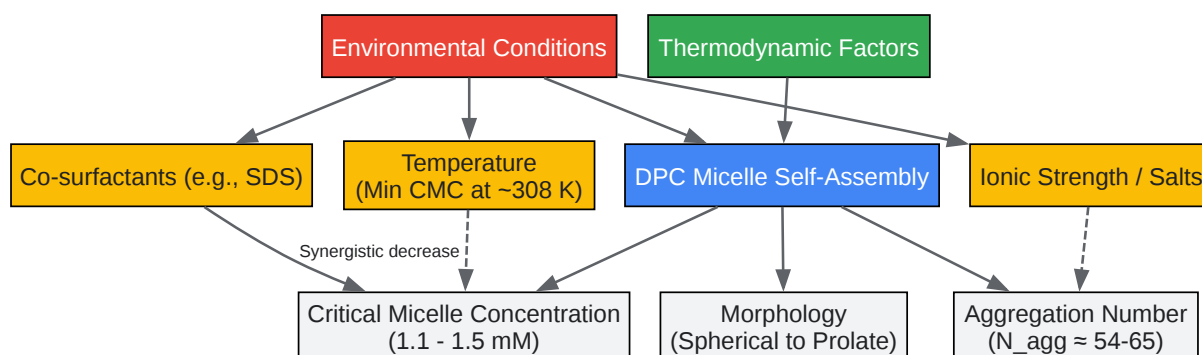 Environmental Conditions
Thermodynamic Factors
Co-surfactants (e.g., SDS)
Temperature
(Min CMC at ~308 K)
DPC Micelle Self-Assembly
Ionic Strength / Salts
Synergistic decrease
Critical Micelle Concentration
(1.1 - 1.5 mM)
Morphology
(Spherical to Prolate)
Aggregation Number
(N_agg ≈ 54-65)